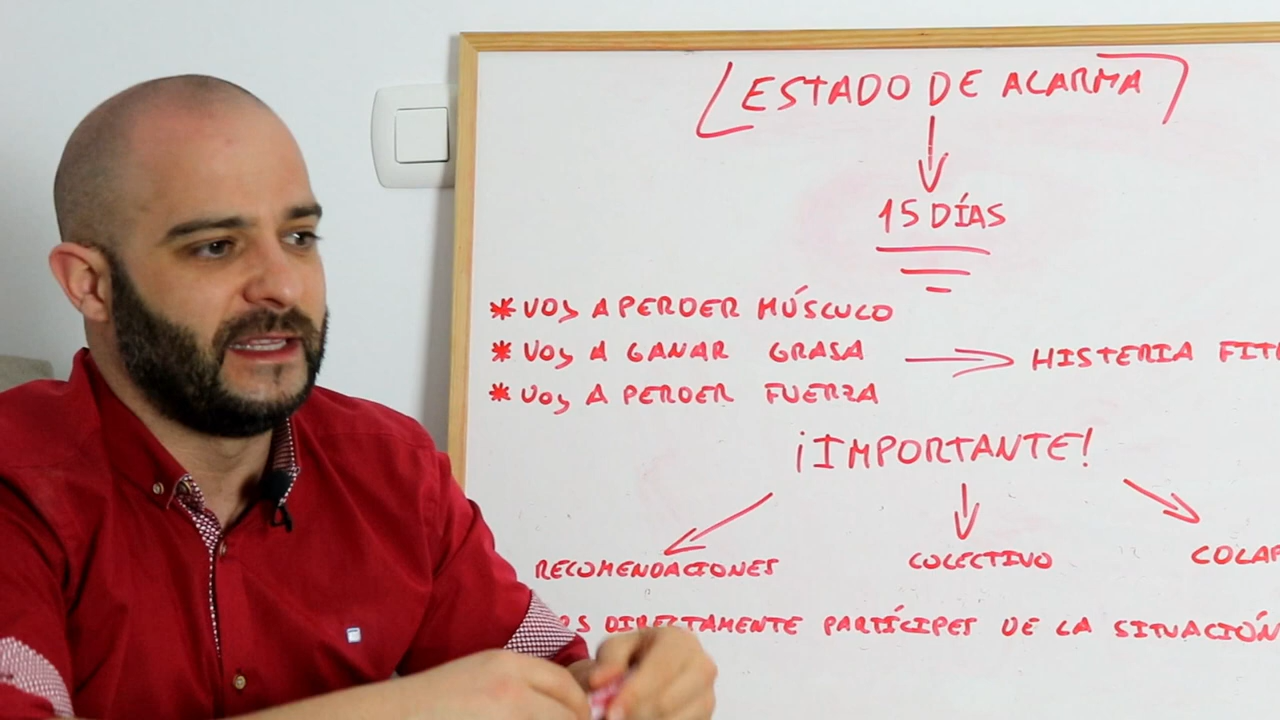 ESTADO DE ALARMA
15 DÍAS
* VOY A PERDER MÚSCULO
* VOY A GANAR GRASA → HISTERIA
* VOY A PERDER FUERZA
¡IMPORTANTE!
RECOMENDACIONES COLECTIVO
DIRECTAMENTE PARTÍCIPES DE LA SITUACIÓN